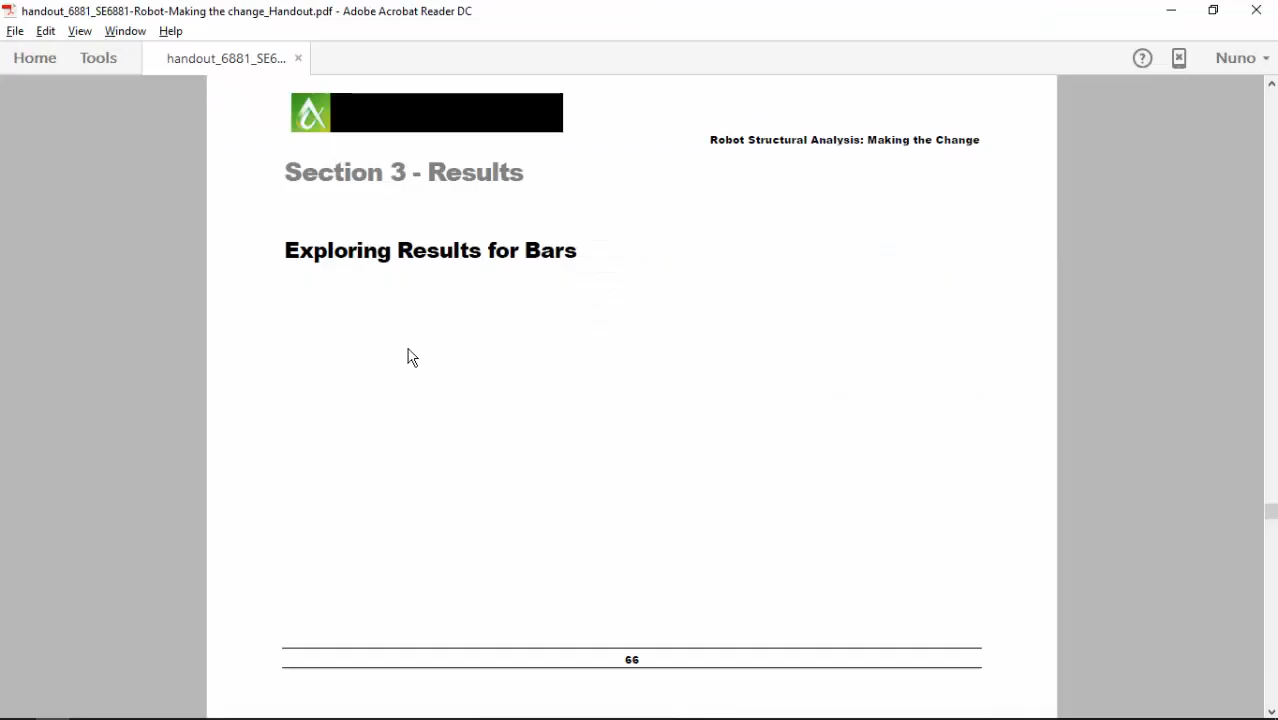 handout_6881_SE6881-Robot-Making the change_Handout.pdf - Adobe Acrobat Reader DC
File Edit View Window Help
Home Tools handout_6881_SE6... × ? Nuno
Robot Structural Analysis: Making the Change
Section 3 - Results
Exploring Results for Bars
66